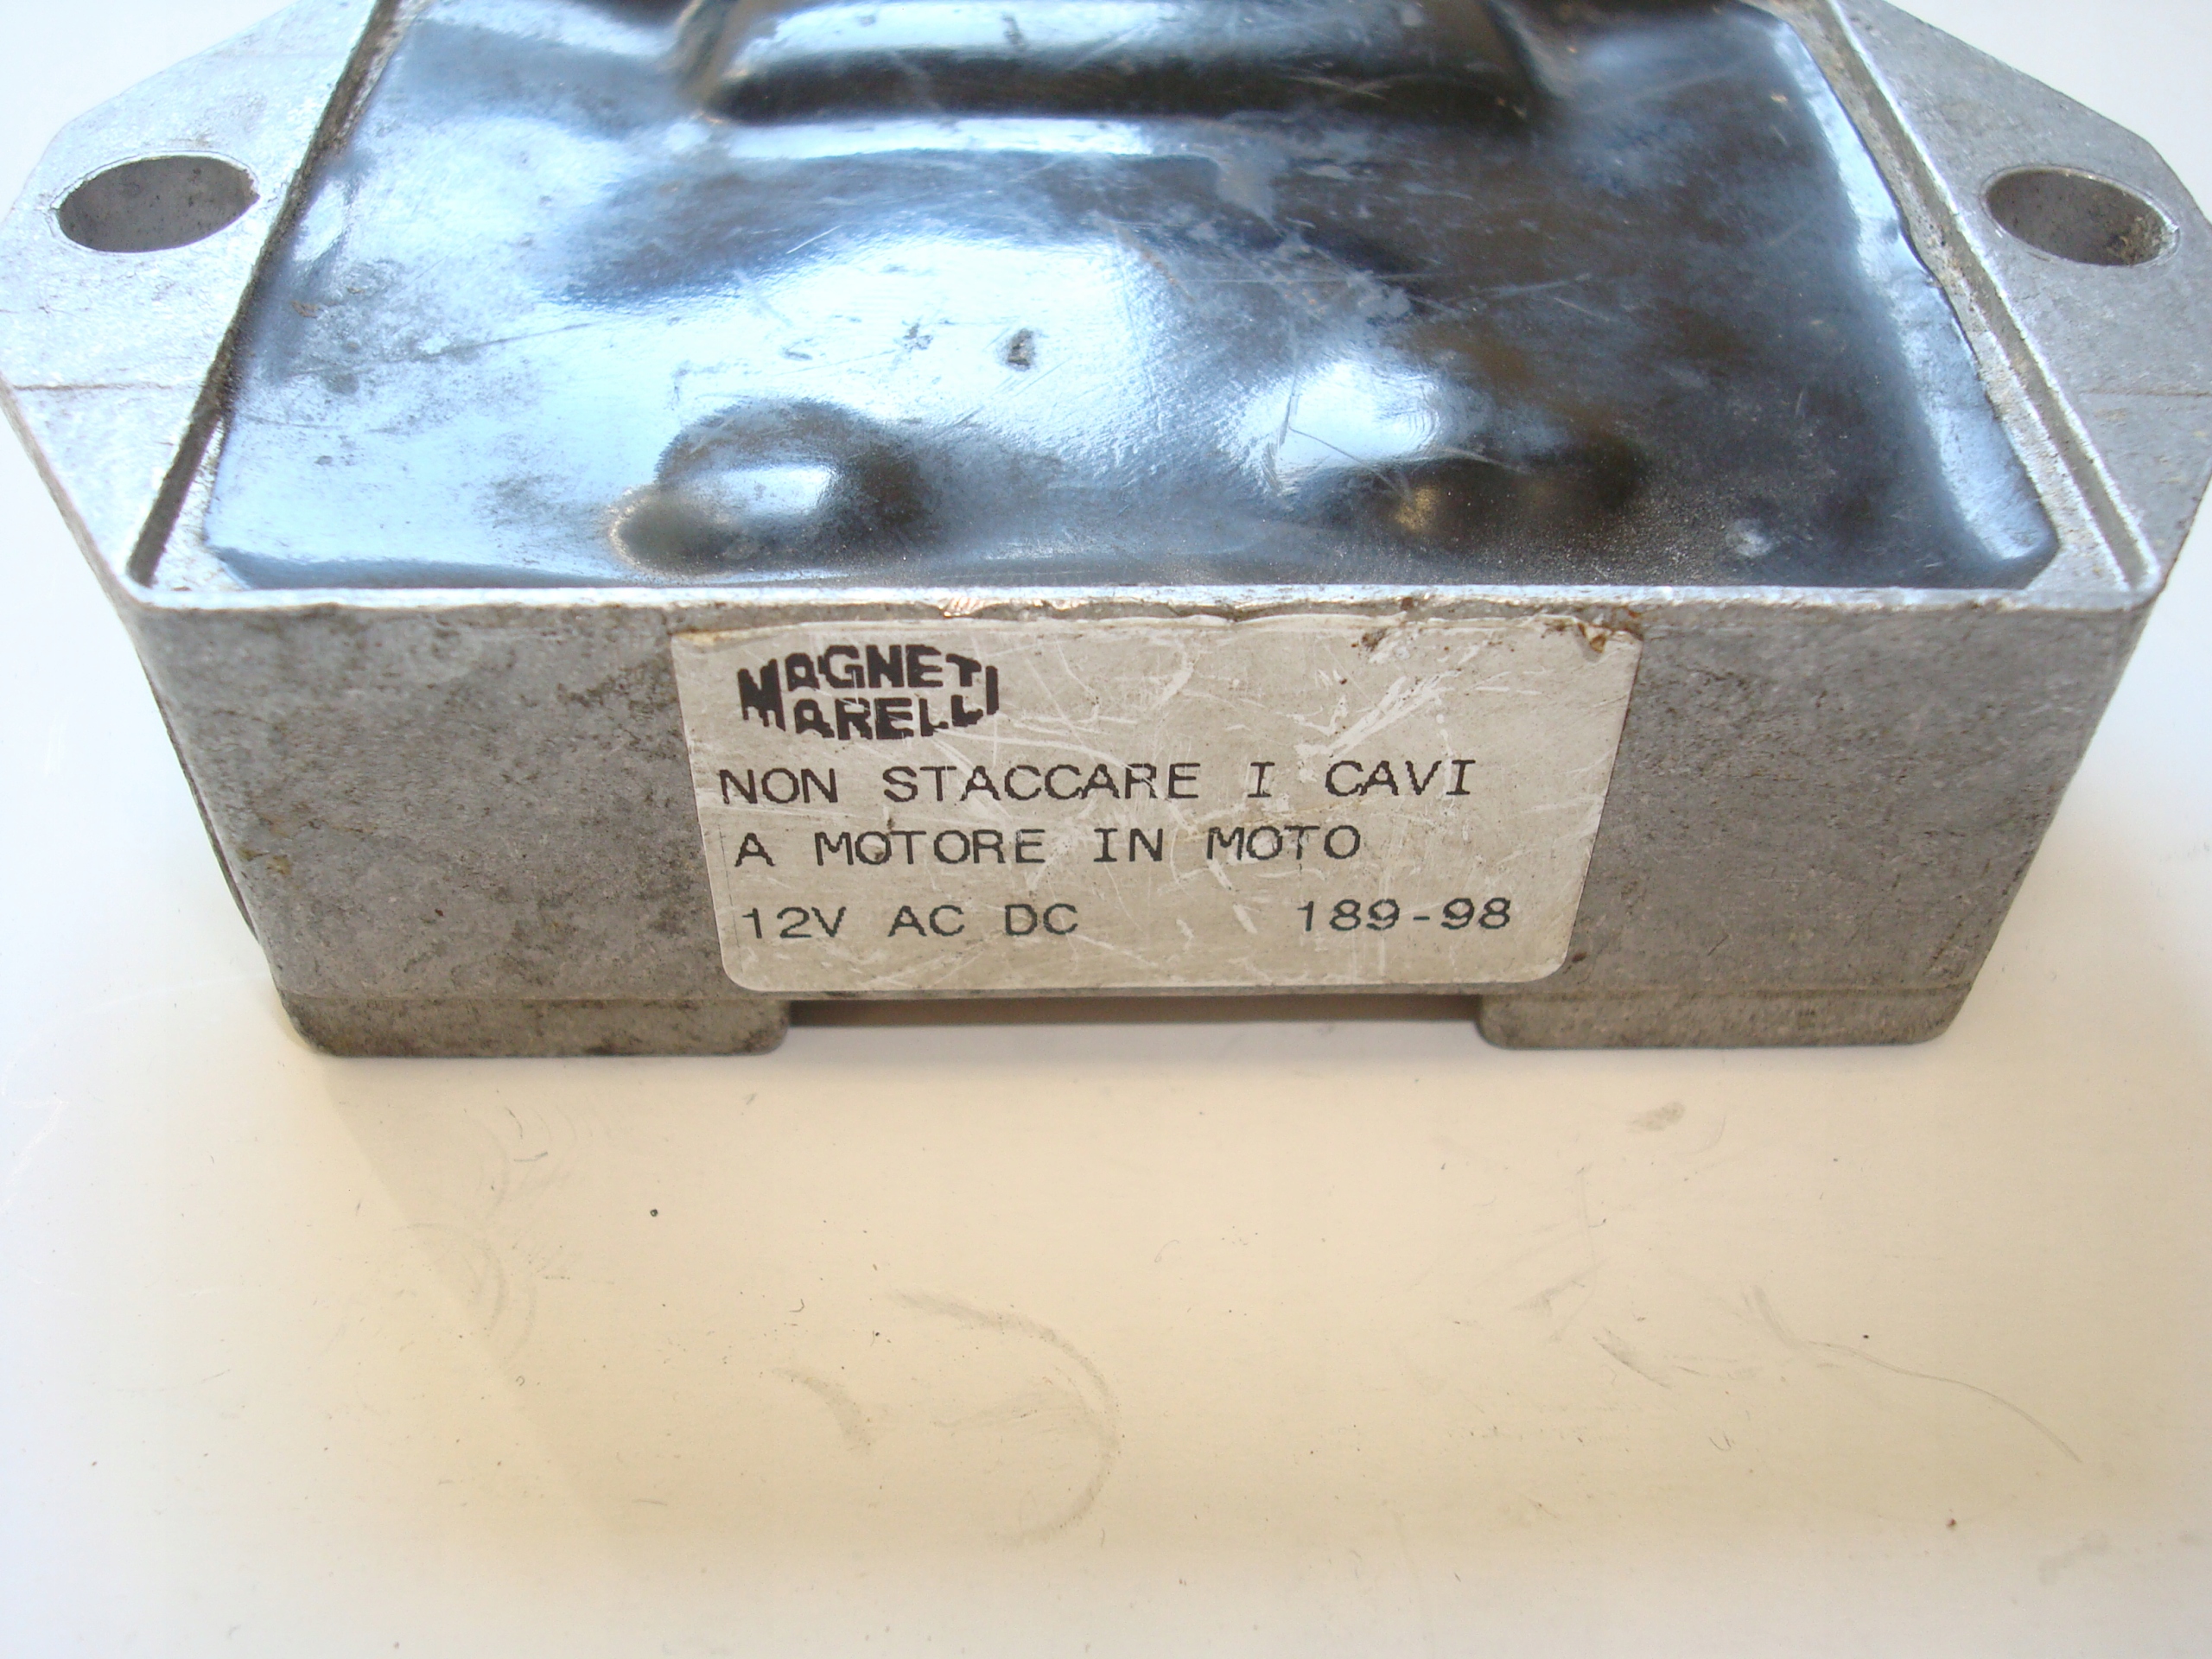 MAGNETI
MARELLI
NON STACCARE I CAVI
A MOTORE IN MOTO
12V AC DC 189-98